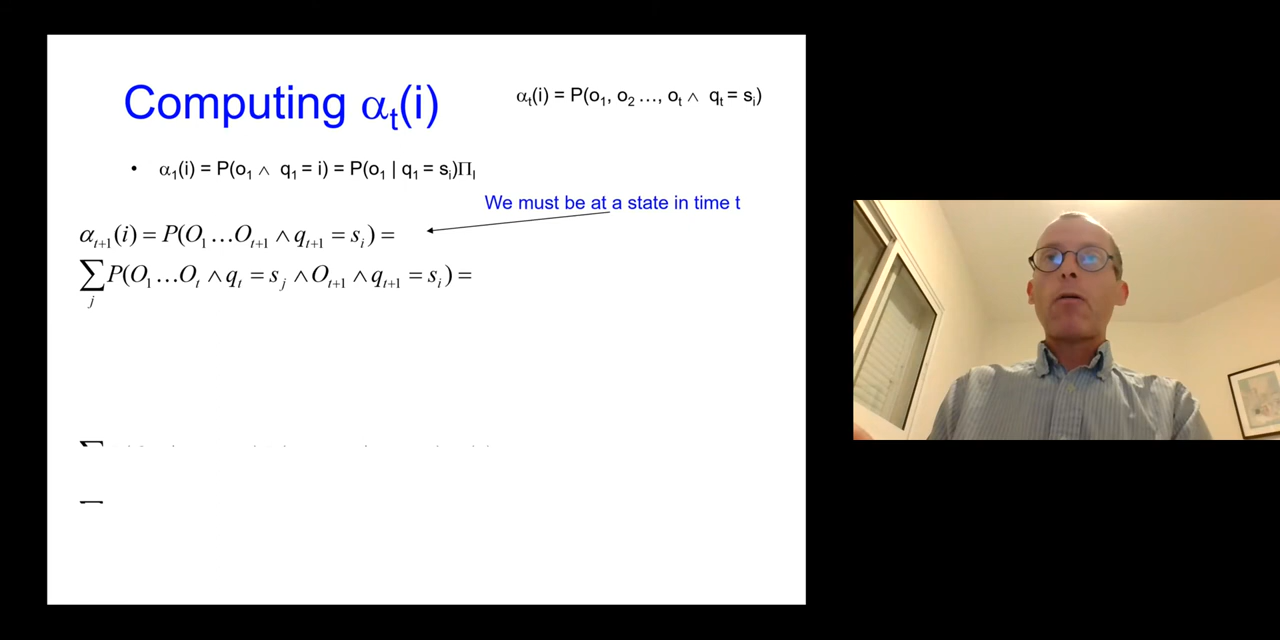 Computing αₜ(i)
αₜ(i) = P(o₁, o₂ …, oₜ ∧ qₜ = sᵢ)
• α₁(i) = P(o₁ ∧ q₁ = i) = P(o₁ | q₁ = sᵢ)Πₗ
We must be at a state in time t
αₜ₊₁(i) = P(O₁…Oₜ₊₁ ∧ qₜ₊₁ = sᵢ) =
∑ⱼ P(O₁…Oₜ ∧ qₜ = sⱼ ∧ Oₜ₊₁ ∧ qₜ₊₁ = sᵢ) =